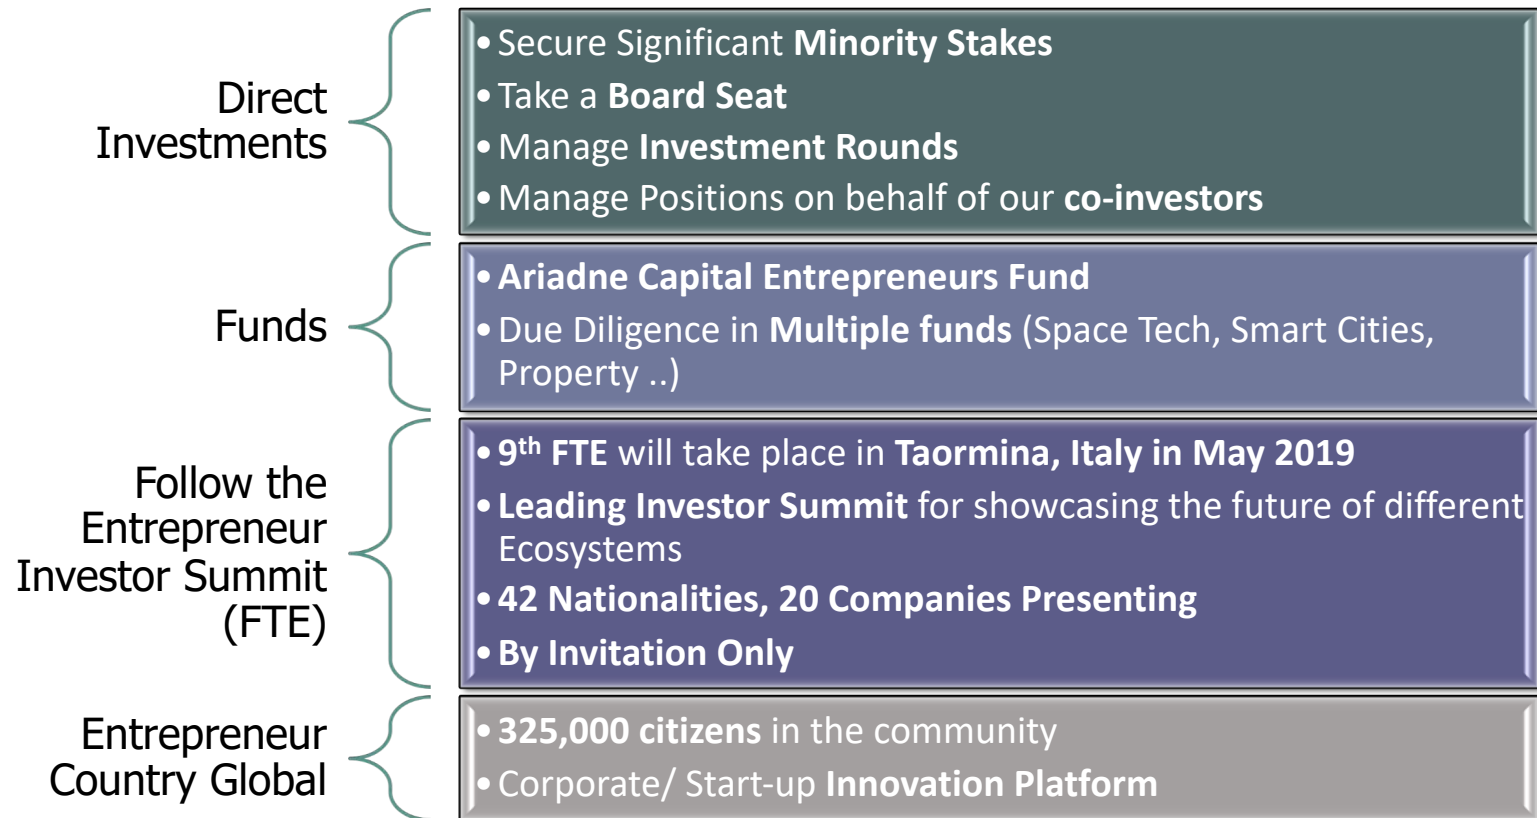 Direct
Investments
• Secure Significant Minority Stakes
• Take a Board Seat
• Manage Investment Rounds
• Manage Positions on behalf of our co-investors
Funds
• Ariadne Capital Entrepreneurs Fund
• Due Diligence in Multiple funds (Space Tech, Smart Cities,
Property ..)
Follow the
Entrepreneur
Investor Summit
(FTE)
• 9th FTE will take place in Taormina, Italy in May 2019
• Leading Investor Summit for showcasing the future of different
Ecosystems
• 42 Nationalities, 20 Companies Presenting
• By Invitation Only
Entrepreneur
Country Global
• 325,000 citizens in the community
• Corporate/ Start-up Innovation Platform